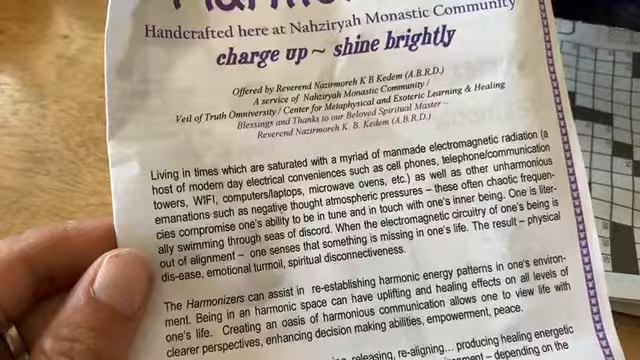 Handcrafted here at Nahziryah Monastic Community
charge up ~ shine brightly
Offered by Reverend Nazirmoreh K B Kedem (A.B.R.D.)
A service of Nahziryah Monastic Community /
Veil of Truth Omniversity / Center for Metaphysical and Esoteric Learning & Healing
Blessings and Thanks to our Beloved Spiritual Master ~
Reverend Nazirmoreh K. B. Kedem (A.B.R.D.)
Living in times which are saturated with a myriad of manmade electromagnetic radiation (a
host of modern day electrical conveniences such as cell phones, telephone/communication
towers, WIFI, computers/laptops, microwave ovens, etc.) as well as other unharmonious
emanations such as negative thought atmospheric pressures – these often chaotic frequen-
cies compromise one's ability to be in tune and in touch with one's inner being. One is liter-
ally swimming through seas of discord. When the electromagnetic circuitry of one's being is
out of alignment – one senses that something is missing in one's life. The result – physical
dis-ease, emotional turmoil, spiritual disconnectiveness.
The Harmonizers can assist in re-establishing harmonic energy patterns in one's environ-
ment. Being in an harmonic space can have uplifting and healing effects on all levels of
one's life. Creating an oasis of harmonious communication allows one to view life with
clearer perspectives, enhancing decision making abilities, empowerment, peace.
releasing, re-aligning... producing healing energetic
depending on the